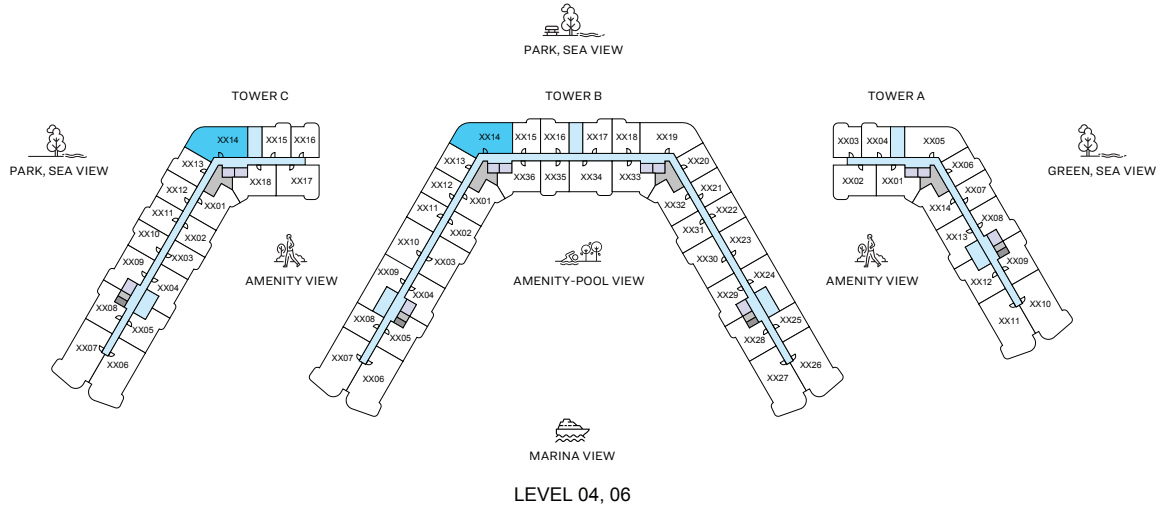 PARK, SEA VIEW
TOWER C
TOWER B
TOWER A
PARK, SEA VIEW
GREEN, SEA VIEW
XX14
XX15
XX16
XX13
XX18
XX17
XX12
XX01
XX11
XX02
XX10
XX03
XX09
XX04
XX08
XX05
XX07
XX06
XX14
XX15
XX16
XX17
XX18
XX19
XX13
XX36
XX35
XX34
XX33
XX20
XX12
XX01
XX32
XX21
XX11
XX02
XX31
XX22
XX10
XX03
XX30
XX23
XX09
XX04
XX29
XX24
XX08
XX05
XX28
XX25
XX07
XX06
XX27
XX26
XX03
XX04
XX05
XX02
XX01
XX06
XX14
XX07
XX13
XX08
XX12
XX09
XX11
XX10
AMENITY VIEW
AMENITY-POOL VIEW
AMENITY VIEW
MARINA VIEW
LEVEL 04, 06